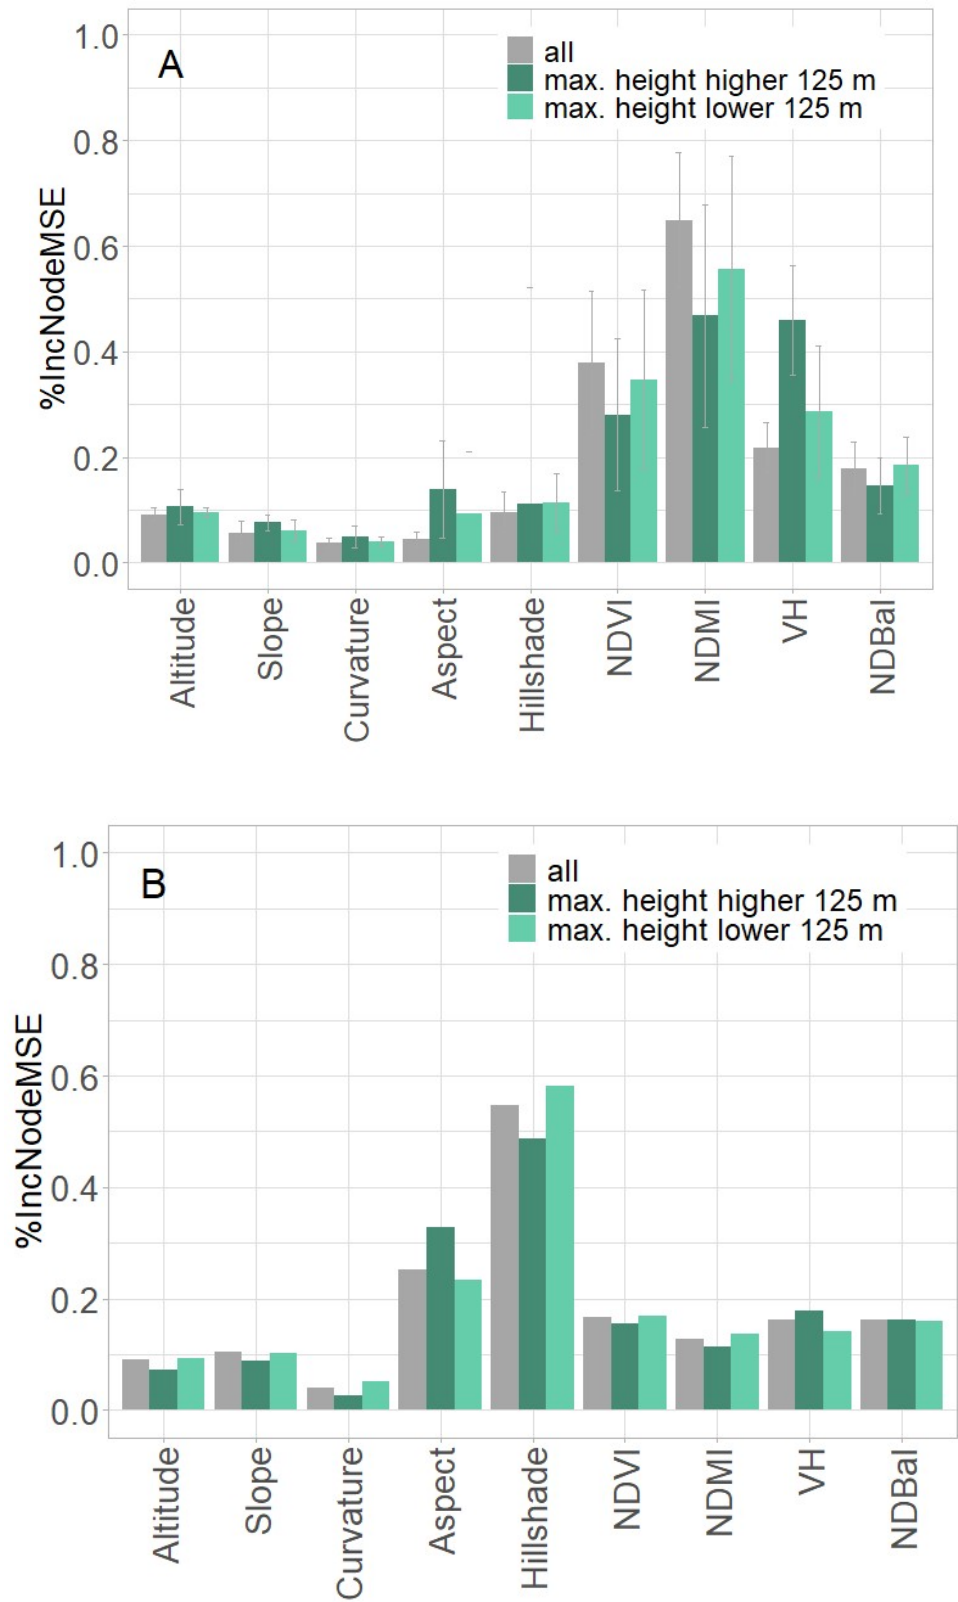 A
all
max. height higher 125 m
max. height lower 125 m
%IncNodeMSE
1.0
0.8
0.6
0.4
0.2
0.0
Altitude
Slope
Curvature
Aspect
Hillshade
NDVI
NDMI
VH
NDBal
B
all
max. height higher 125 m
max. height lower 125 m
%IncNodeMSE
1.0
0.8
0.6
0.4
0.2
0.0
Altitude
Slope
Curvature
Aspect
Hillshade
NDVI
NDMI
VH
NDBal